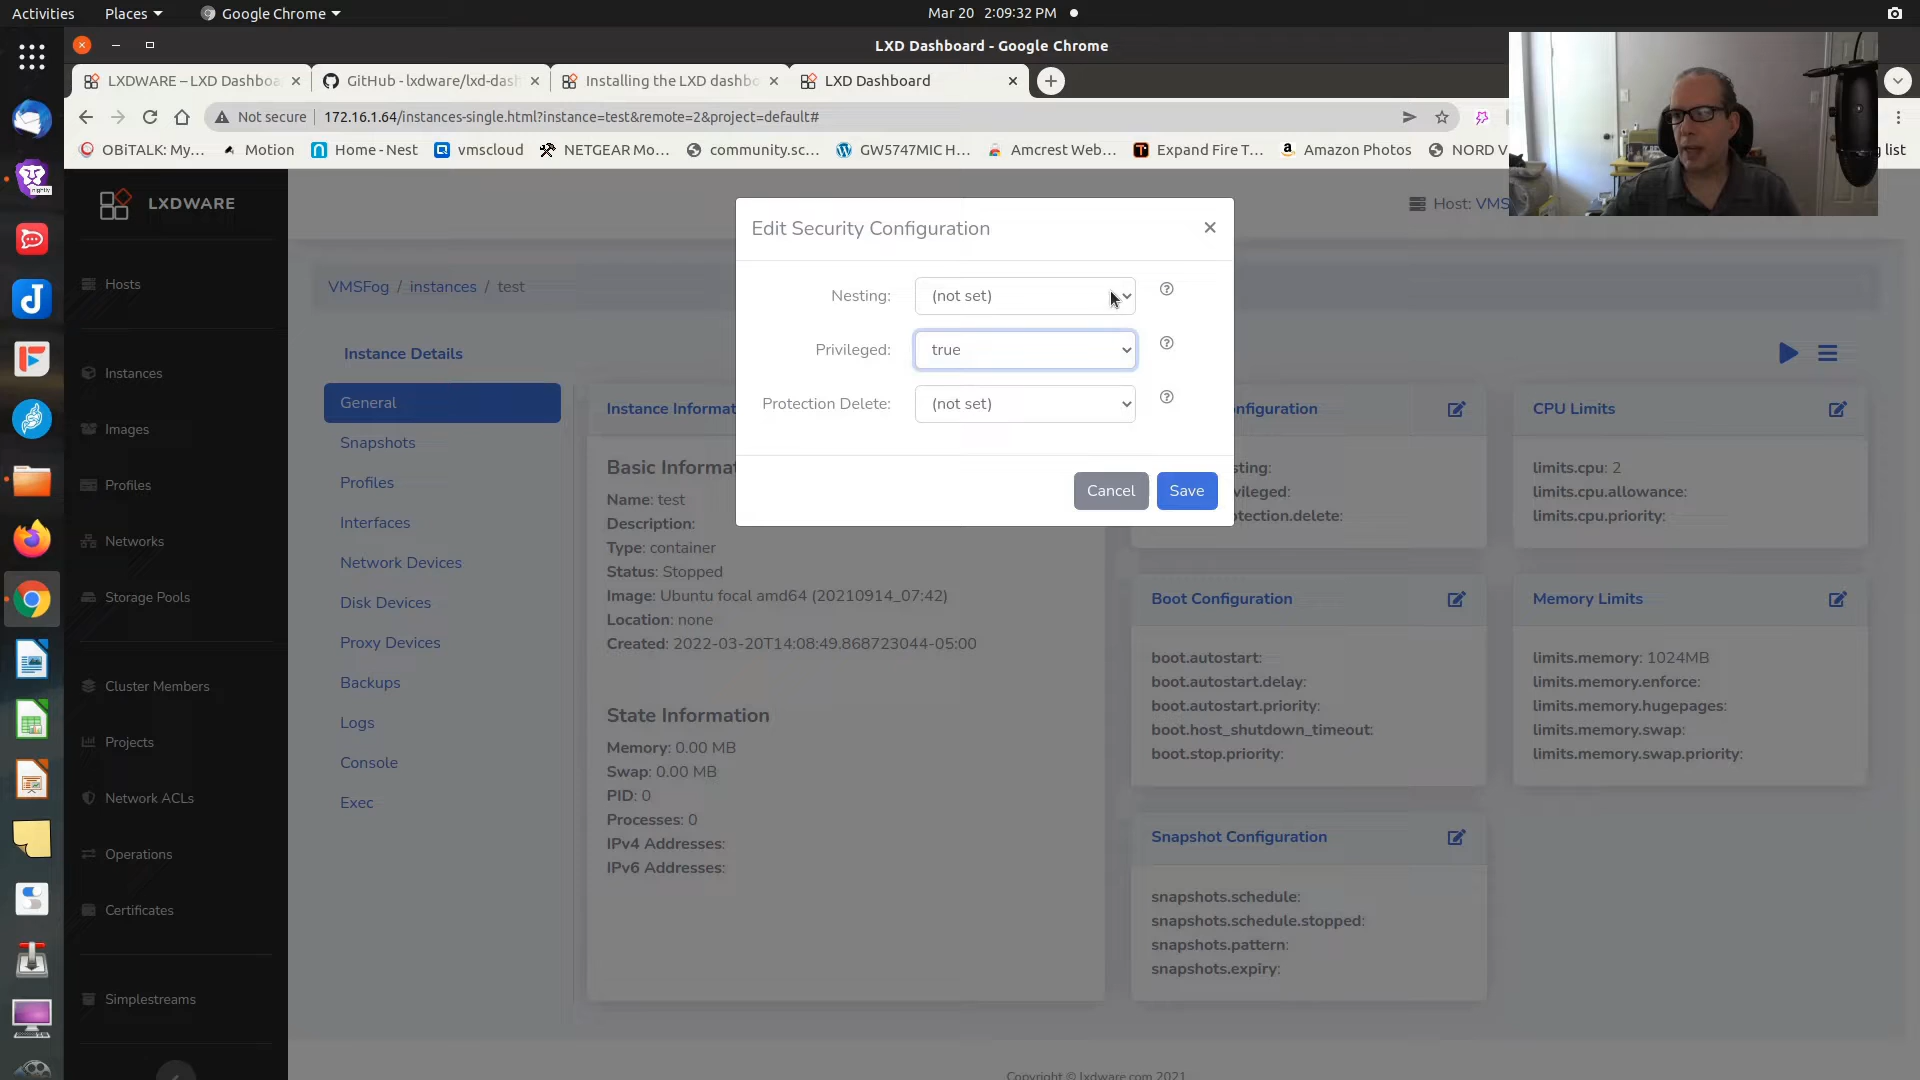 Activities
Places
Google Chrome
Mar 20 2:09:32 PM
LXD Dashboard - Google Chrome
LXDWARE – LXD Dashboa
GitHub - lxdware/lxd-dash
Installing the LXD dashbo
LXD Dashboard
Not secure
172.16.1.64/instances-single.html?instance=test&remote=2&project=default#
OBiTALK: My...
Motion
Home - Nest
vmscloud
NETGEAR Mo...
community.sc...
GW5747MIC H...
Amcrest Web...
Expand Fire T...
Amazon Photos
NORD V
g list
nightly
LXDWARE
Hosts
Instances
Images
Profiles
Networks
Storage Pools
Cluster Members
Projects
Network ACLs
Operations
Certificates
Simplestreams
Host: VMS
VMSFog / instances / test
Instance Details
General
Snapshots
Profiles
Interfaces
Network Devices
Disk Devices
Proxy Devices
Backups
Logs
Console
Exec
Edit Security Configuration
Nesting: (not set)
Privileged: true
Protection Delete: (not set)
Cancel
Save
Instance Informat
Basic Informat
Name: test
Description:
Type: container
Status: Stopped
Image: Ubuntu focal amd64 (20210914_07:42)
Location: none
Created: 2022-03-20T14:08:49.868723044-05:00
State Information
Memory: 0.00 MB
Swap: 0.00 MB
PID: 0
Processes: 0
IPv4 Addresses:
IPv6 Addresses:
nfiguration
sting:
vileged:
otection.delete:
CPU Limits
limits.cpu: 2
limits.cpu.allowance:
limits.cpu.priority:
Boot Configuration
boot.autostart:
boot.autostart.delay:
boot.autostart.priority:
boot.host_shutdown_timeout:
boot.stop.priority:
Memory Limits
limits.memory: 1024MB
limits.memory.enforce:
limits.memory.hugepages:
limits.memory.swap:
limits.memory.swap.priority:
Snapshot Configuration
snapshots.schedule:
snapshots.schedule.stopped:
snapshots.pattern:
snapshots.expiry:
Copyright © lxdware.com 2021